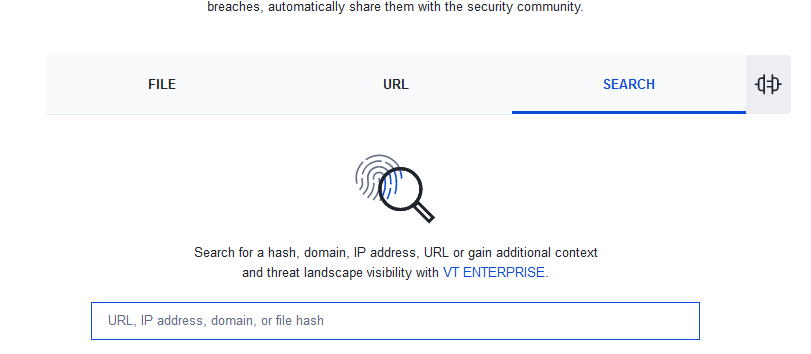 breaches, automatically share them with the security community.
FILE
URL
SEARCH
Search for a hash, domain, IP address, URL or gain additional context
and threat landscape visibility with VT ENTERPRISE.
URL, IP address, domain, or file hash